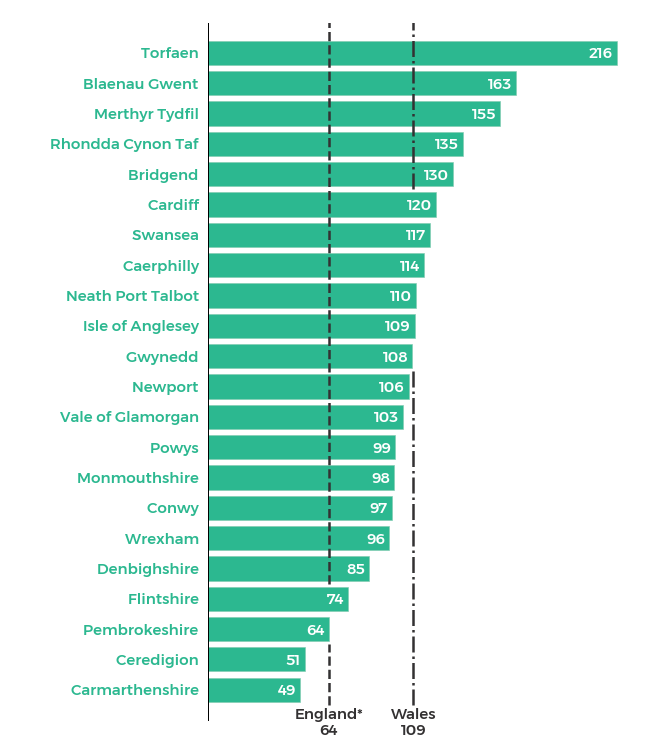 Torfaen 216
Blaenau Gwent 163
Merthyr Tydfil 155
Rhondda Cynon Taf 135
Bridgend 130
Cardiff 120
Swansea 117
Caerphilly 114
Neath Port Talbot 110
Isle of Anglesey 109
Gwynedd 108
Newport 106
Vale of Glamorgan 103
Powys 99
Monmouthshire 98
Conwy 97
Wrexham 96
Denbighshire 85
Flintshire 74
Pembrokeshire 64
Ceredigion 51
Carmarthenshire 49
England* Wales
64 109